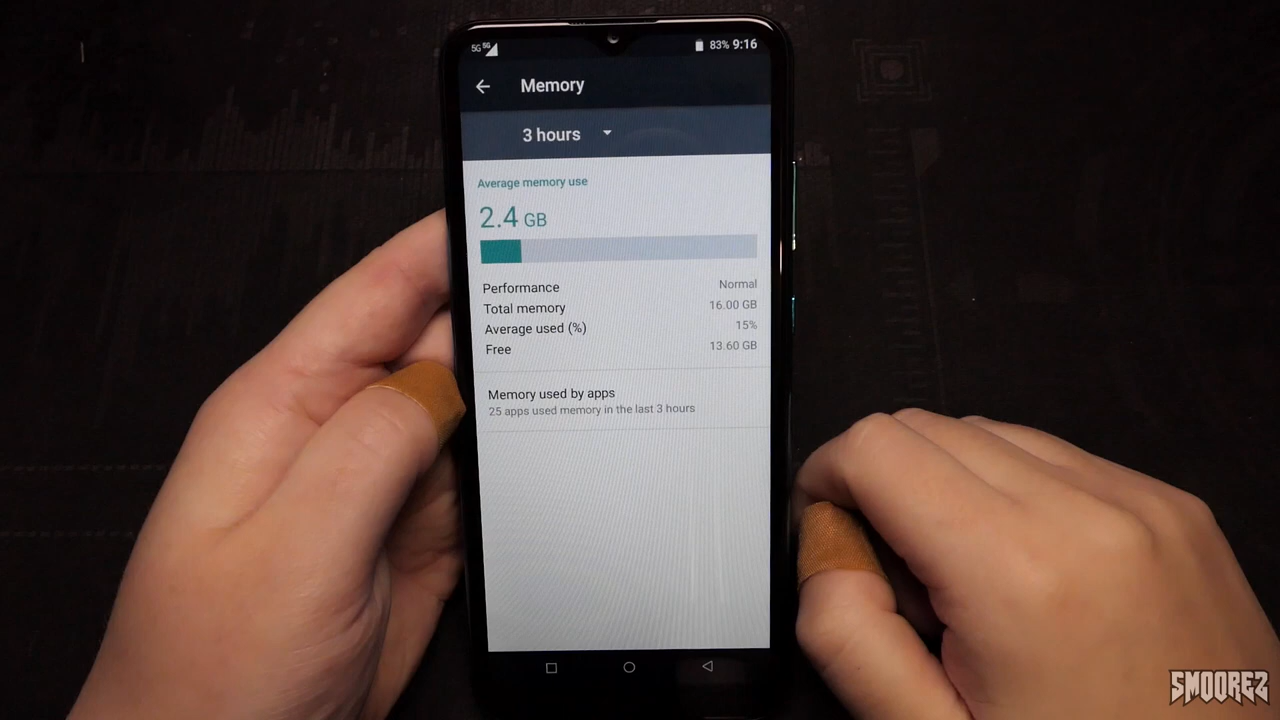 5G 5G 83% 9:16
Memory
3 hours
Average memory use
2.4 GB
Performance Normal
Total memory 16.00 GB
Average used (%) 15%
Free 13.60 GB
Memory used by apps
25 apps used memory in the last 3 hours
SMOOREZ